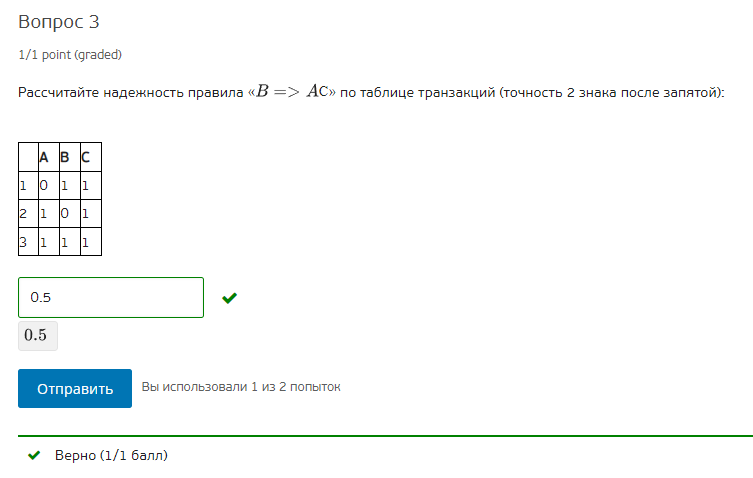 Вопрос 3
1/1 point (graded)
Рассчитайте надежность правила «B => AC» по таблице транзакций (точность 2 знака после запятой):
A B C
1 0 1 1
2 1 0 1
3 1 1 1
0.5
0.5
Отправить Вы использовали 1 из 2 попыток
Верно (1/1 балл)